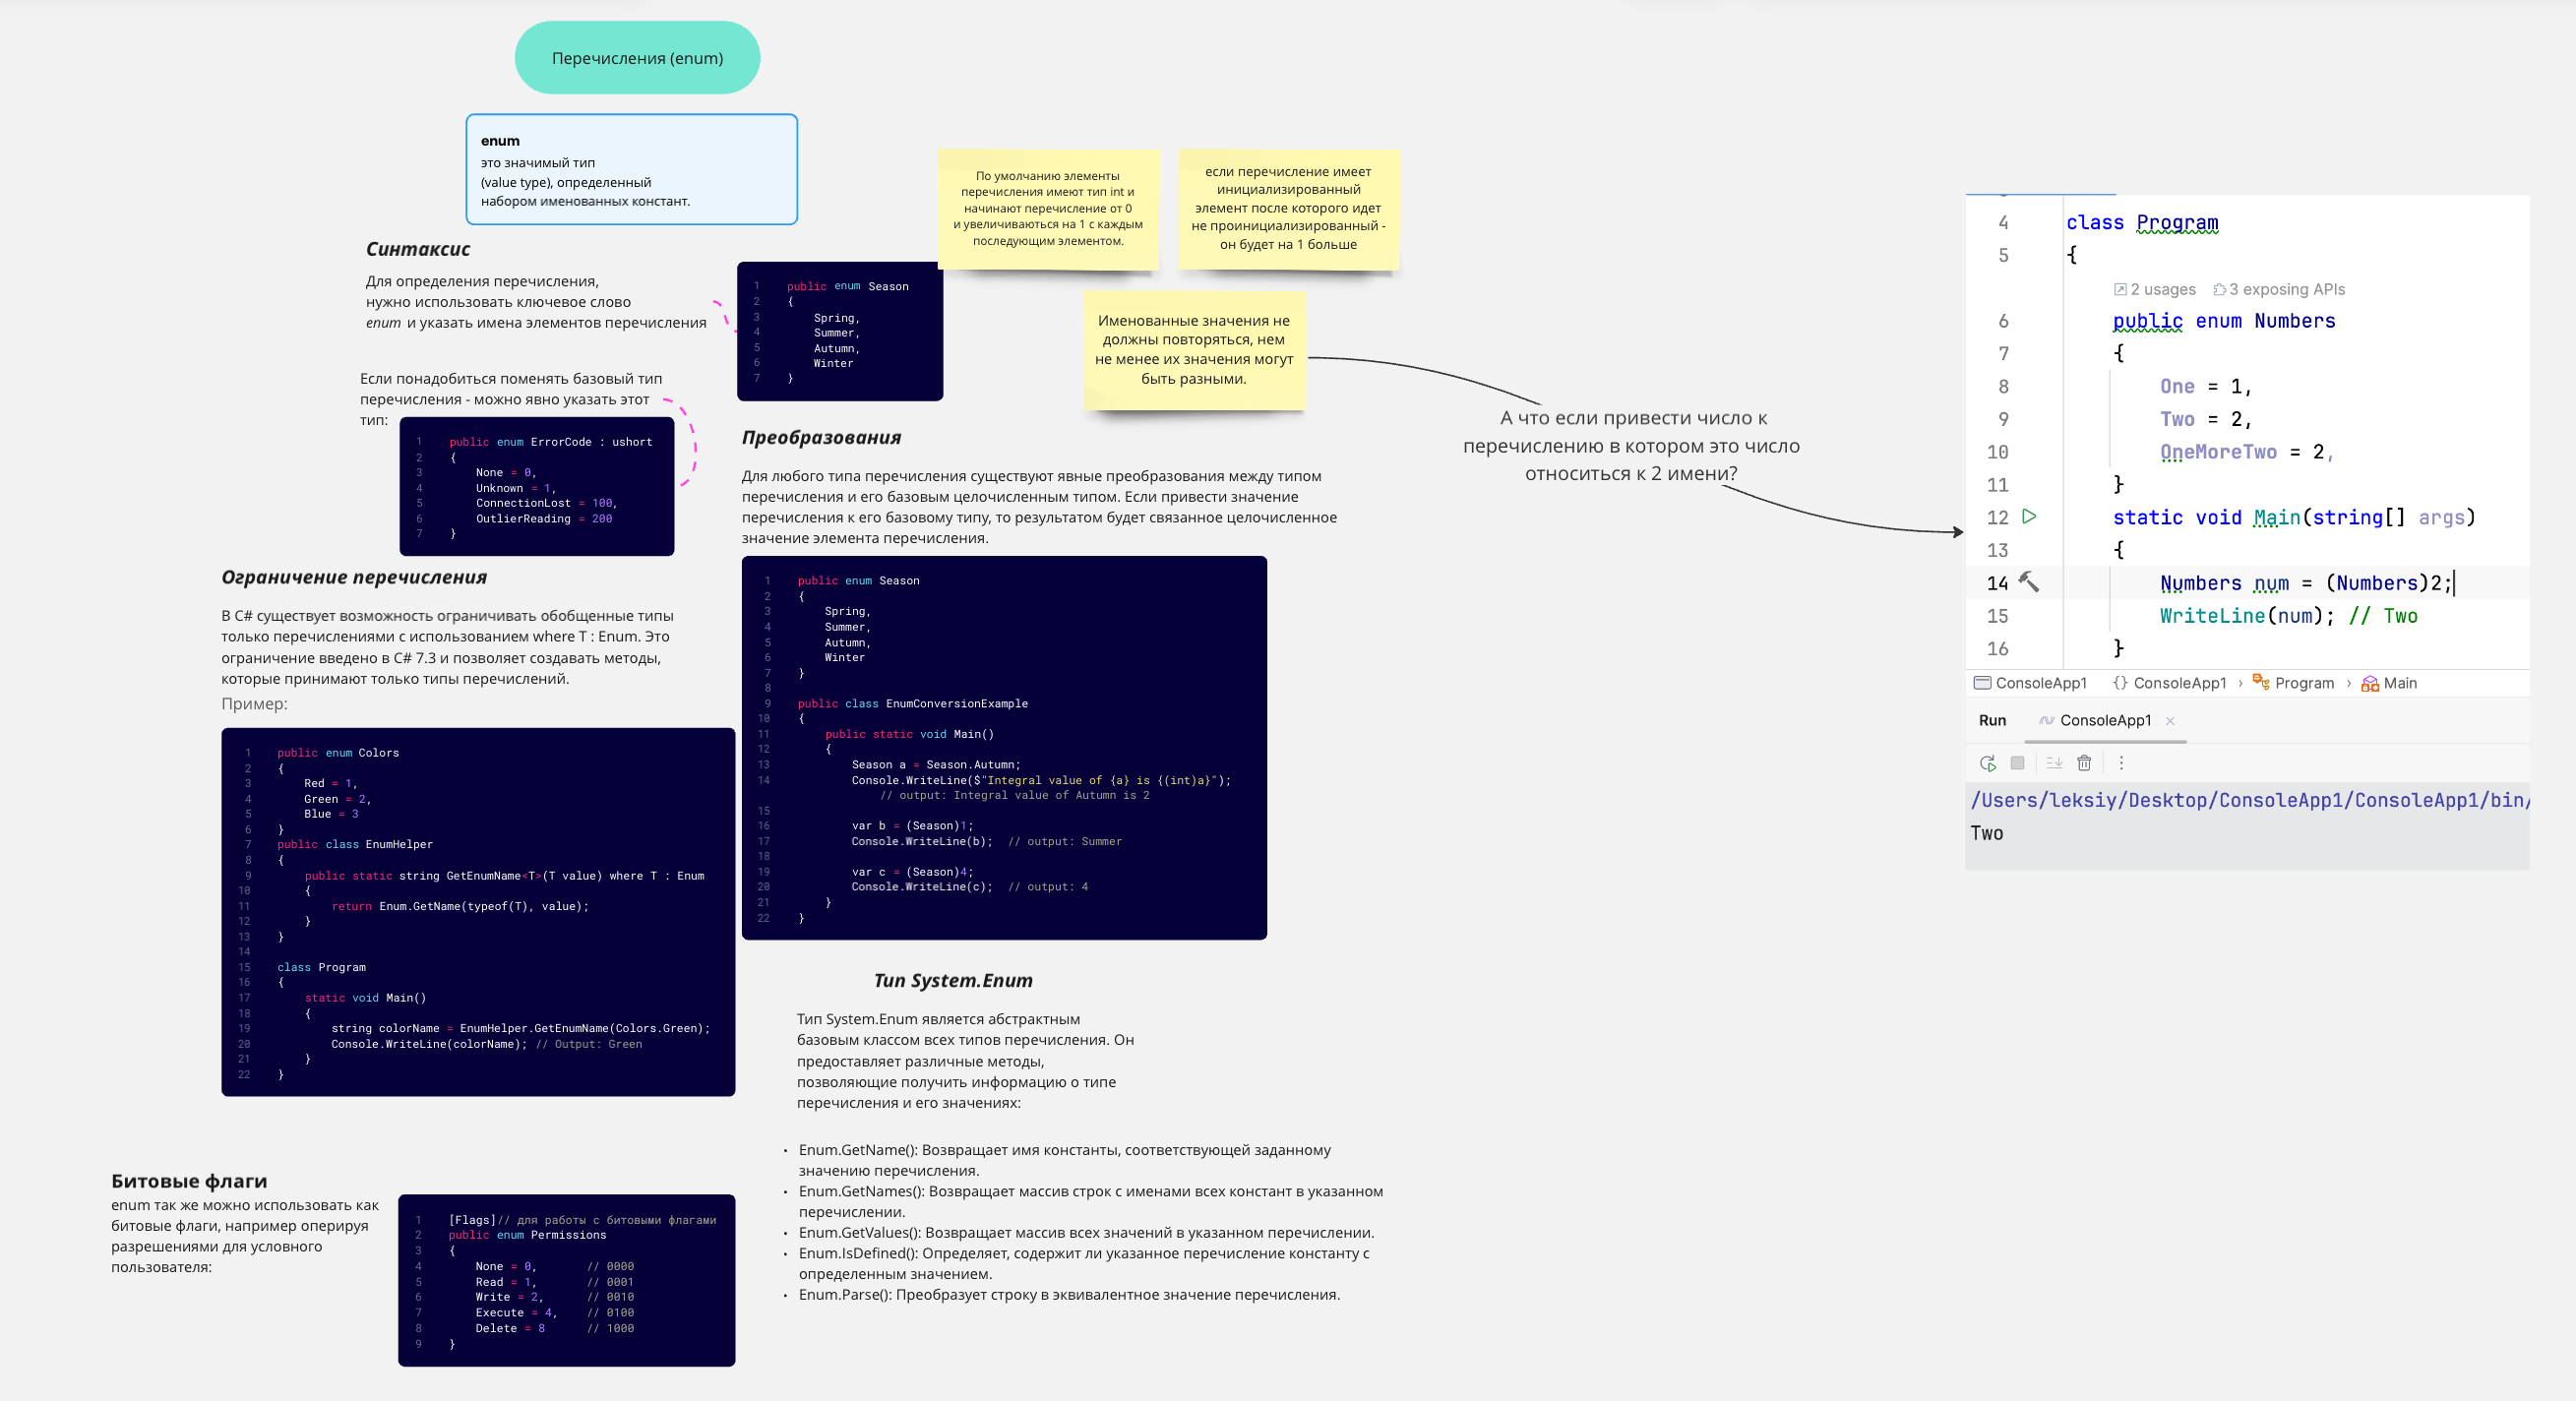 Перечисления (enum)
enum
это значимый тип
(value type), определенный
набором именованных констант.
По умолчанию элементы
перечисления имеют тип int и
начинают перечисление от 0
и увеличиваються на 1 с каждым
последующим элементом.
если перечисление имеет
инициализированный
элемент после которого идет
не проинициализированный -
он будет на 1 больше
Именованные значения не
должны повторяться, нем
не менее их значения могут
быть разными.
Синтаксис
Для определения перечисления,
нужно использовать ключевое слово
enum и указать имена элементов перечисления
1 public enum Season
2 {
3 Spring,
4 Summer,
5 Autumn,
6 Winter
7 }
Если понадобиться поменять базовый тип
перечисления - можно явно указать этот
тип:
1 public enum ErrorCode : ushort
2 {
3 None = 0,
4 Unknown = 1,
5 ConnectionLost = 100,
6 OutlierReading = 200
7 }
Ограничение перечисления
В C# существует возможность ограничивать обобщенные типы
только перечислениями с использованием where T : Enum. Это
ограничение введено в C# 7.3 и позволяет создавать методы,
которые принимают только типы перечислений.
Пример:
1 public enum Colors
2 {
3 Red = 1,
4 Green = 2,
5 Blue = 3
6 }
7 public class EnumHelper
8 {
9 public static string GetEnumName<T>(T value) where T : Enum
10 {
11 return Enum.GetName(typeof(T), value);
12 }
13 }
14
15 class Program
16 {
17 static void Main()
18 {
19 string colorName = EnumHelper.GetEnumName(Colors.Green);
20 Console.WriteLine(colorName); // Output: Green
21 }
22 }
Битовые флаги
enum так же можно использовать как
битовые флаги, например оперируя
разрешениями для условного
пользователя:
1 [Flags]// для работы с битовыми флагами
2 public enum Permissions
3 {
4 None = 0, // 0000
5 Read = 1, // 0001
6 Write = 2, // 0010
7 Execute = 4, // 0100
8 Delete = 8 // 1000
9 }
Преобразования
Для любого типа перечисления существуют явные преобразования между типом
перечисления и его базовым целочисленным типом. Если привести значение
перечисления к его базовому типу, то результатом будет связанное целочисленное
значение элемента перечисления.
1 public enum Season
2 {
3 Spring,
4 Summer,
5 Autumn,
6 Winter
7 }
8
9 public class EnumConversionExample
10 {
11 public static void Main()
12 {
13 Season a = Season.Autumn;
14 Console.WriteLine($"Integral value of {a} is {(int)a}");
// output: Integral value of Autumn is 2
15
16 var b = (Season)1;
17 Console.WriteLine(b); // output: Summer
18
19 var c = (Season)4;
20 Console.WriteLine(c); // output: 4
21 }
22 }
Тип System.Enum
Тип System.Enum является абстрактным
базовым классом всех типов перечисления. Он
предоставляет различные методы,
позволяющие получить информацию о типе
перечисления и его значениях:
• Enum.GetName(): Возвращает имя константы, соответствующей заданному
значению перечисления.
• Enum.GetNames(): Возвращает массив строк с именами всех констант в указанном
перечислении.
• Enum.GetValues(): Возвращает массив всех значений в указанном перечислении.
• Enum.IsDefined(): Определяет, содержит ли указанное перечисление константу с
определенным значением.
• Enum.Parse(): Преобразует строку в эквивалентное значение перечисления.
А что если привести число к
перечислению в котором это число
относиться к 2 имени?
4 class Program
5 {
2 usages 3 exposing APIs
6 public enum Numbers
7 {
8 One = 1,
9 Two = 2,
10 OneMoreTwo = 2,
11 }
12 static void Main(string[] args)
13 {
14 Numbers num = (Numbers)2;
15 WriteLine(num); // Two
16 }
ConsoleApp1 {} ConsoleApp1 › Program › Main
Run ConsoleApp1 ×
/Users/leksiy/Desktop/ConsoleApp1/ConsoleApp1/bin/
Two